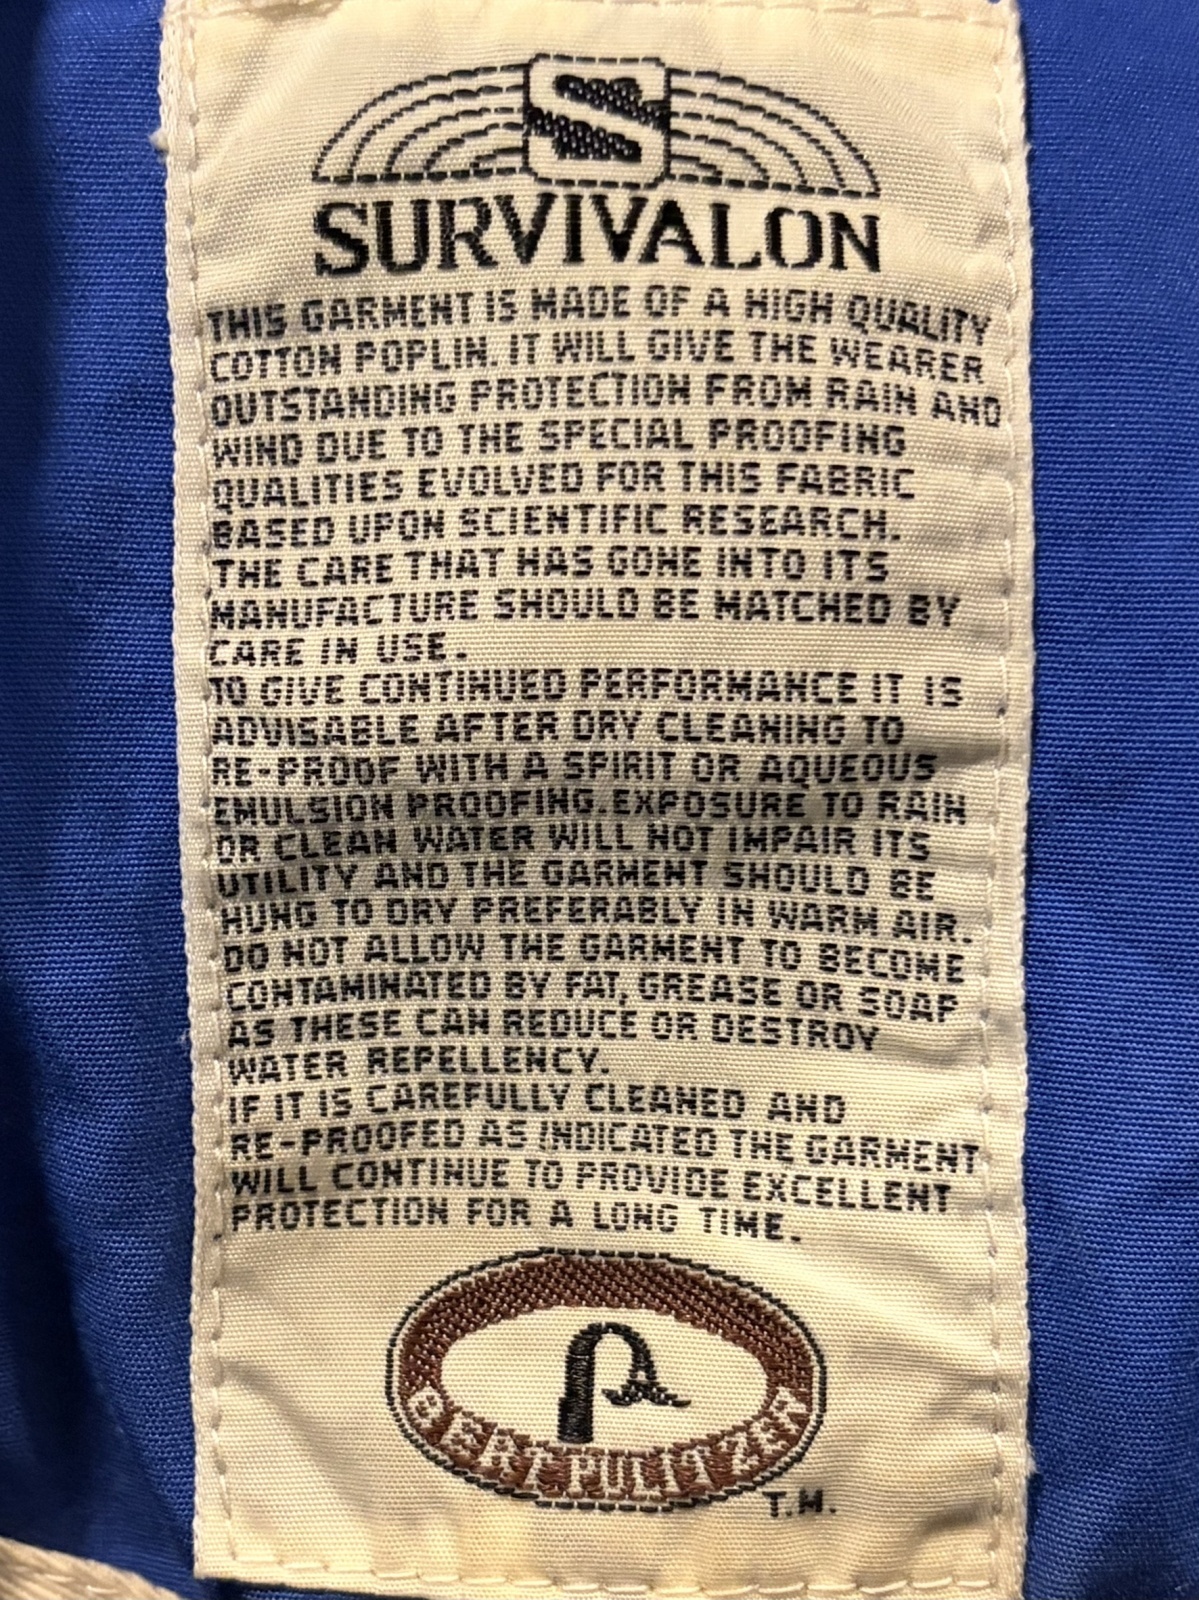 S
SURVIVALON
THIS GARMENT IS MADE OF A HIGH QUALITY
COTTON POPLIN. IT WILL GIVE THE WEARER
OUTSTANDING PROTECTION FROM RAIN AND
WIND DUE TO THE SPECIAL PROOFING
QUALITIES EVOLVED FOR THIS FABRIC
BASED UPON SCIENTIFIC RESEARCH.
THE CARE THAT HAS GONE INTO ITS
MANUFACTURE SHOULD BE MATCHED BY
CARE IN USE.
TO GIVE CONTINUED PERFORMANCE IT IS
ADVISABLE AFTER DRY CLEANING TO
RE-PROOF WITH A SPIRIT OR AQUEOUS
EMULSION PROOFING. EXPOSURE TO RAIN
OR CLEAN WATER WILL NOT IMPAIR ITS
UTILITY AND THE GARMENT SHOULD BE
HUNG TO DRY PREFERABLY IN WARM AIR.
DO NOT ALLOW THE GARMENT TO BECOME
CONTAMINATED BY FAT, GREASE OR SOAP
AS THESE CAN REDUCE OR DESTROY
WATER REPELLENCY.
IF IT IS CAREFULLY CLEANED AND
RE-PROOFED AS INDICATED THE GARMENT
WILL CONTINUE TO PROVIDE EXCELLENT
PROTECTION FOR A LONG TIME.
P
BERT PULITZER
T.M.